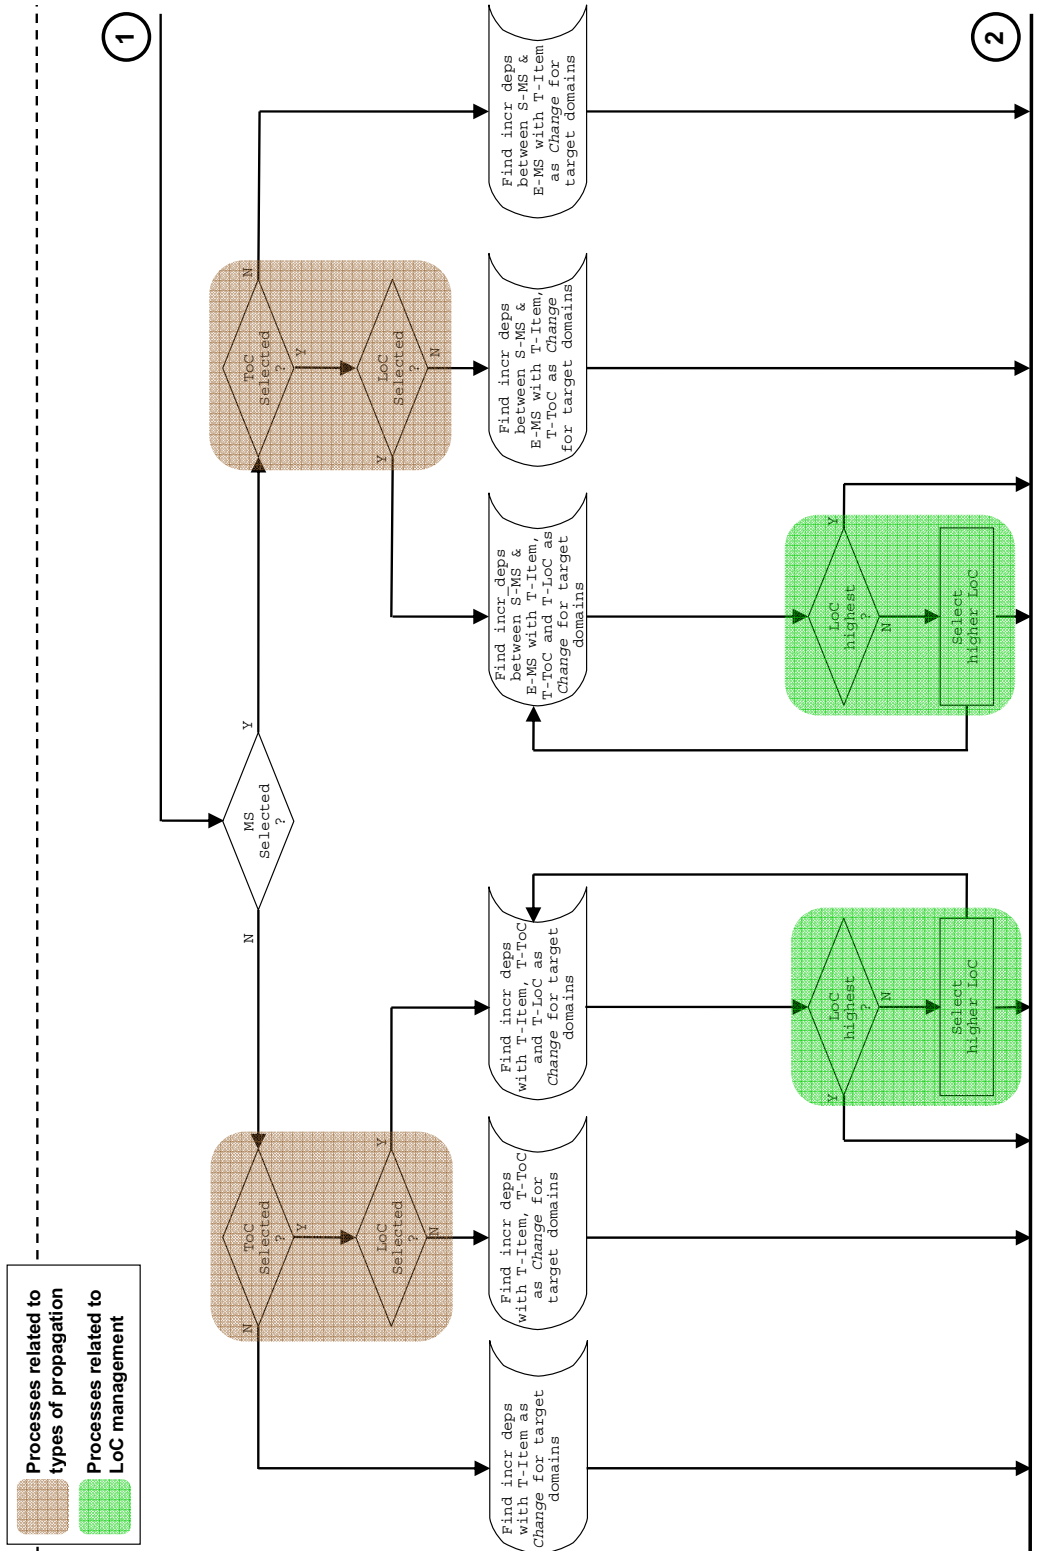 Processes related to
types of propagation
Processes related to
LoC management
1
MS
Selected
?
N
Y
ToC
Selected
?
N
Y
LoC
Selected
?
Y
N
ToC
Selected
?
N
Y
LoC
Selected
?
Y
N
Find incr deps
with T-Item as
Change for target
domains
Find incr deps
with T-Item, T-ToC
as Change for
target domains
Find incr deps
with T-Item, T-ToC
and T-LoC as
Change for target
domains
Find incr_deps
between S-MS &
E-MS with T-Item,
T-ToC and T-LoC as
Change for target
domains
Find incr deps
between S-MS &
E-MS with T-Item,
T-ToC as Change
for target domains
Find incr deps
between S-MS &
E-MS with T-Item
as Change for
target domains
LoC
highest
?
Y
N
Select
higher LoC
LoC
highest
?
Y
N
Select
higher LoC
2